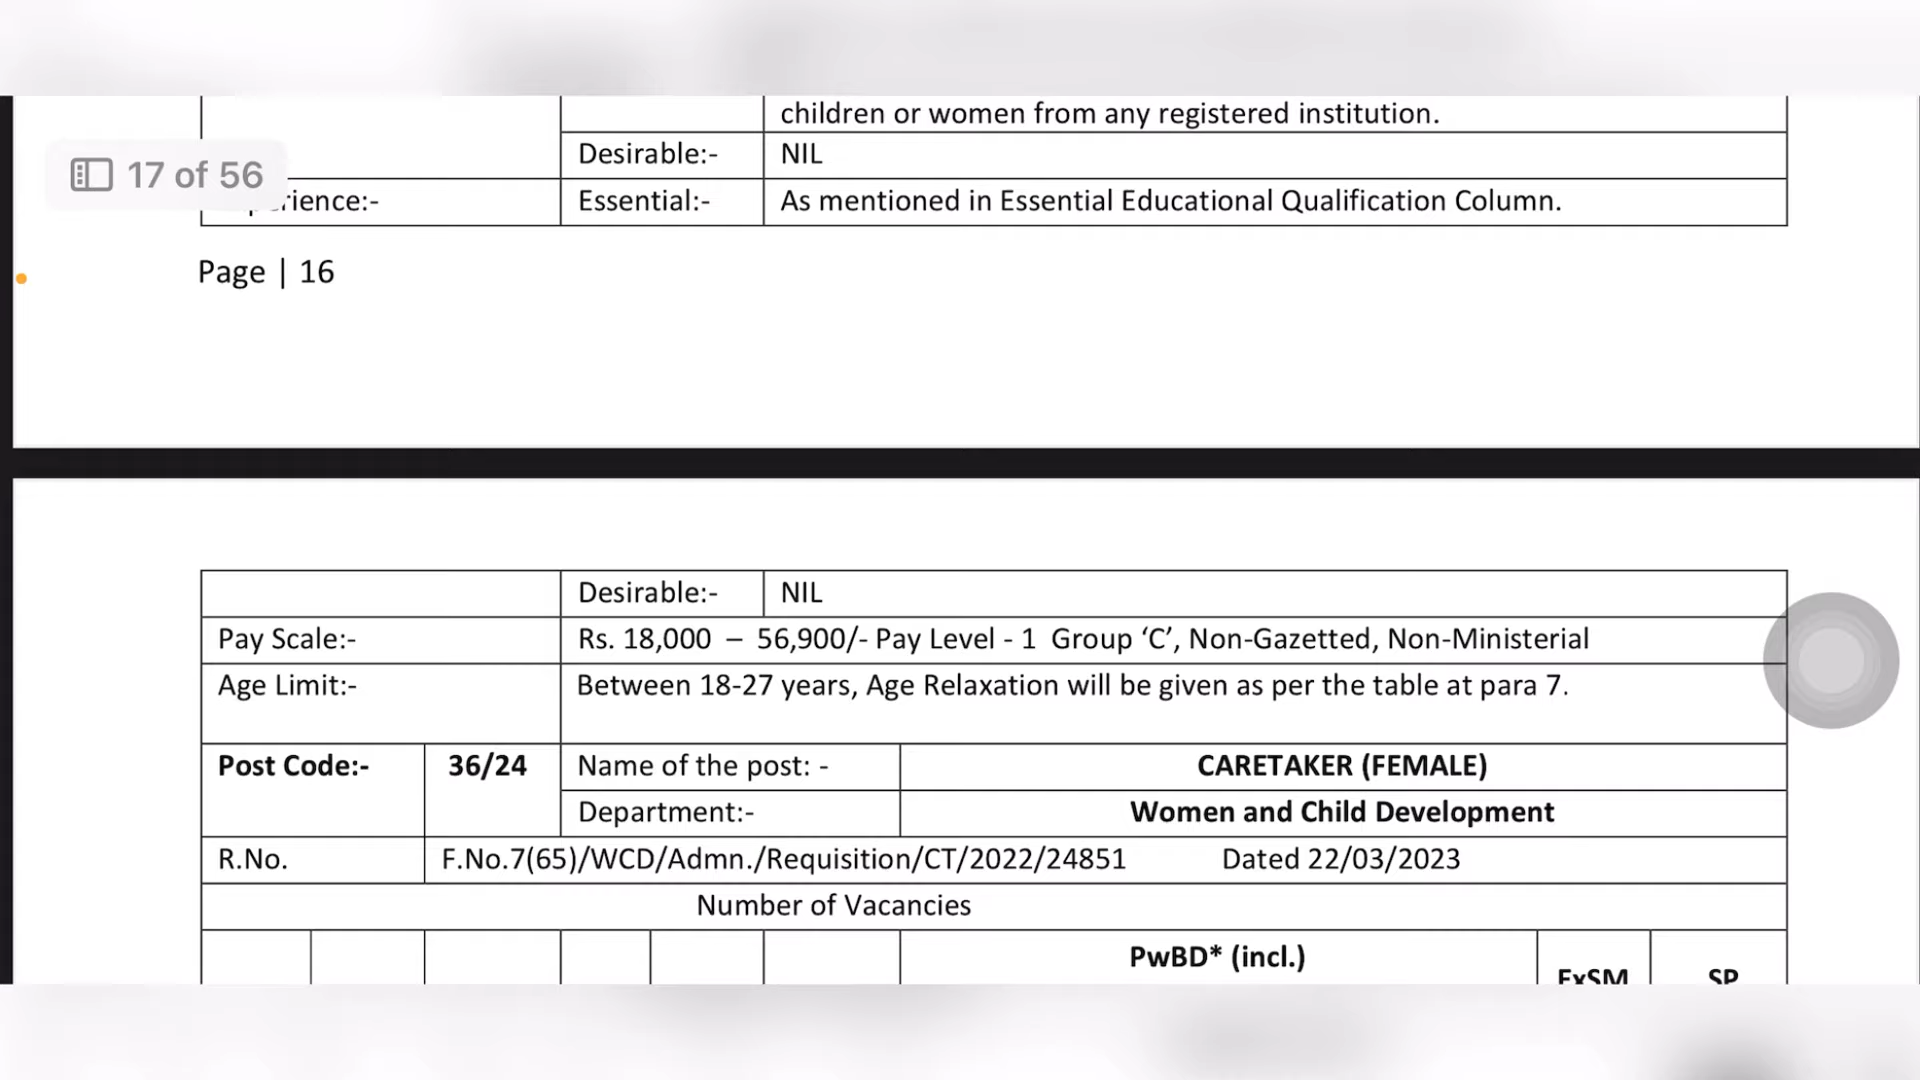 children or women from any registered institution.
Desirable:- NIL
17 of 56
rience:- Essential:- As mentioned in Essential Educational Qualification Column.
Page | 16
Desirable:- NIL
Pay Scale:- Rs. 18,000 – 56,900/- Pay Level - 1 Group ‘C’, Non-Gazetted, Non-Ministerial
Age Limit:- Between 18-27 years, Age Relaxation will be given as per the table at para 7.
Post Code:- 36/24 Name of the post: - CARETAKER (FEMALE)
Department:- Women and Child Development
R.No. F.No.7(65)/WCD/Admn./Requisition/CT/2022/24851 Dated 22/03/2023
Number of Vacancies
PwBD* (incl.)
ExSM SP